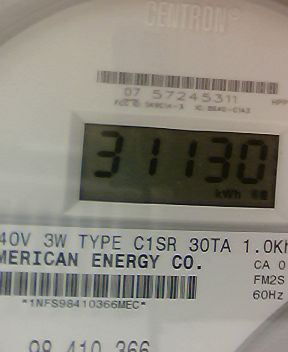 CENTRON®
07 57245311
31130
kWh
40V 3W TYPE C1SR 30TA 1.0Kh
MERICAN ENERGY CO.
CA 0
FM2S
60Hz
*1NFS98410366MEC*
98 410 366